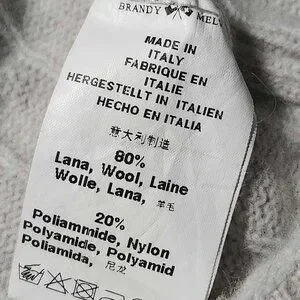 BRANDY MEL
MADE IN
ITALY
FABRIQUE EN
ITALIE
HERGESTELLT IN ITALIEN
HECHO EN ITALIA
意大利制造
80%
Lana, Wool, Laine
Wolle, Lana, 羊毛
20%
Poliammide, Nylon
Polyamide, Polyamid
Poliamida, 尼龙